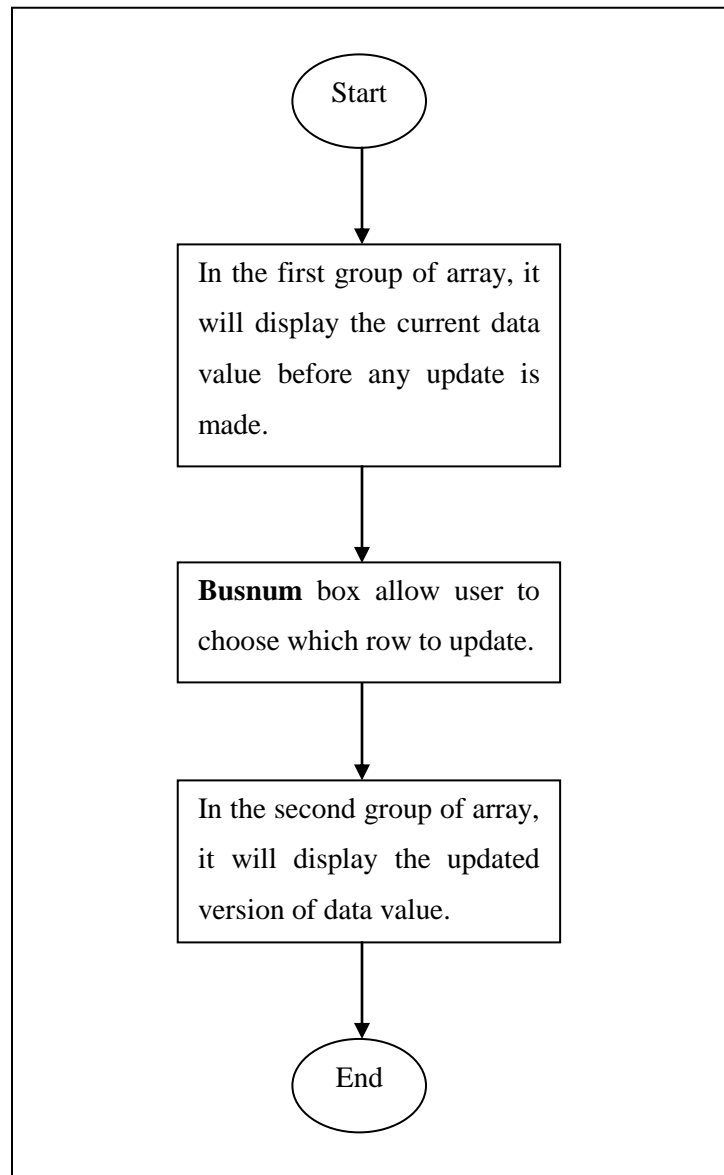 Start
In the first group of array, it
will display the current data
value before any update is
made.
Busnum box allow user to
choose which row to update.
In the second group of array,
it will display the updated
version of data value.
End